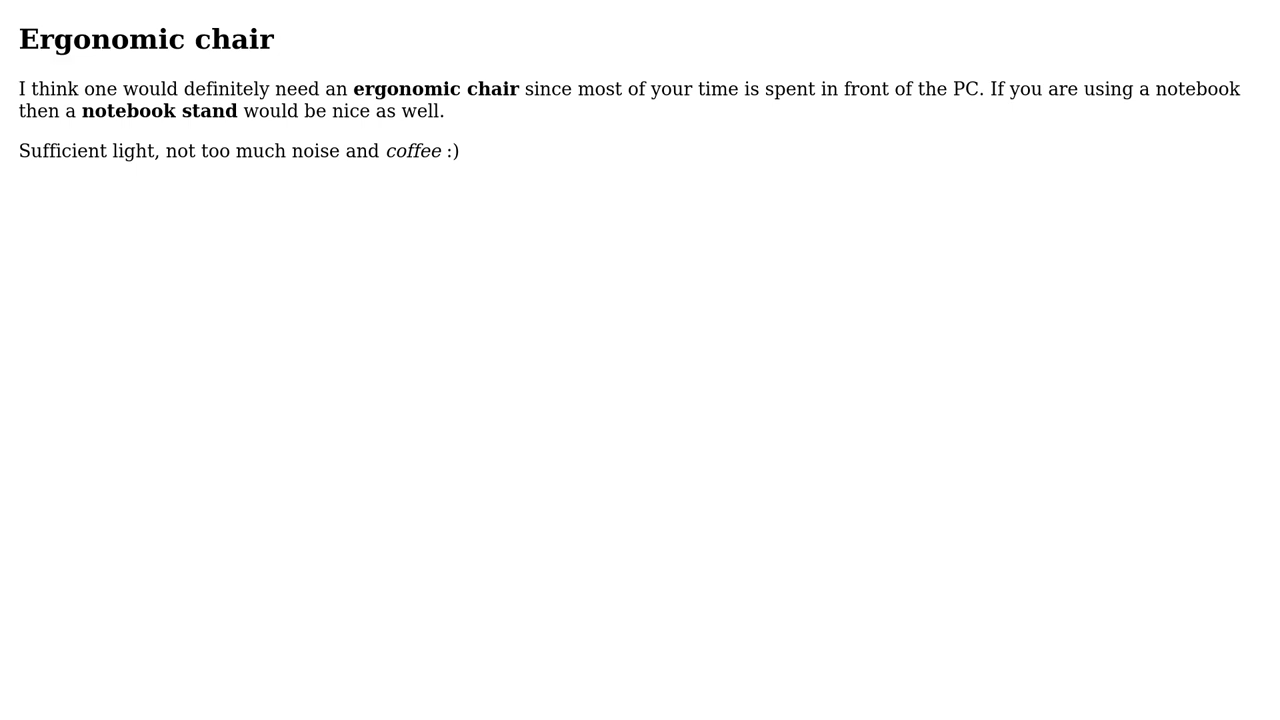 Ergonomic chair
I think one would definitely need an ergonomic chair since most of your time is spent in front of the PC. If you are using a notebook
then a notebook stand would be nice as well.
Sufficient light, not too much noise and coffee :)